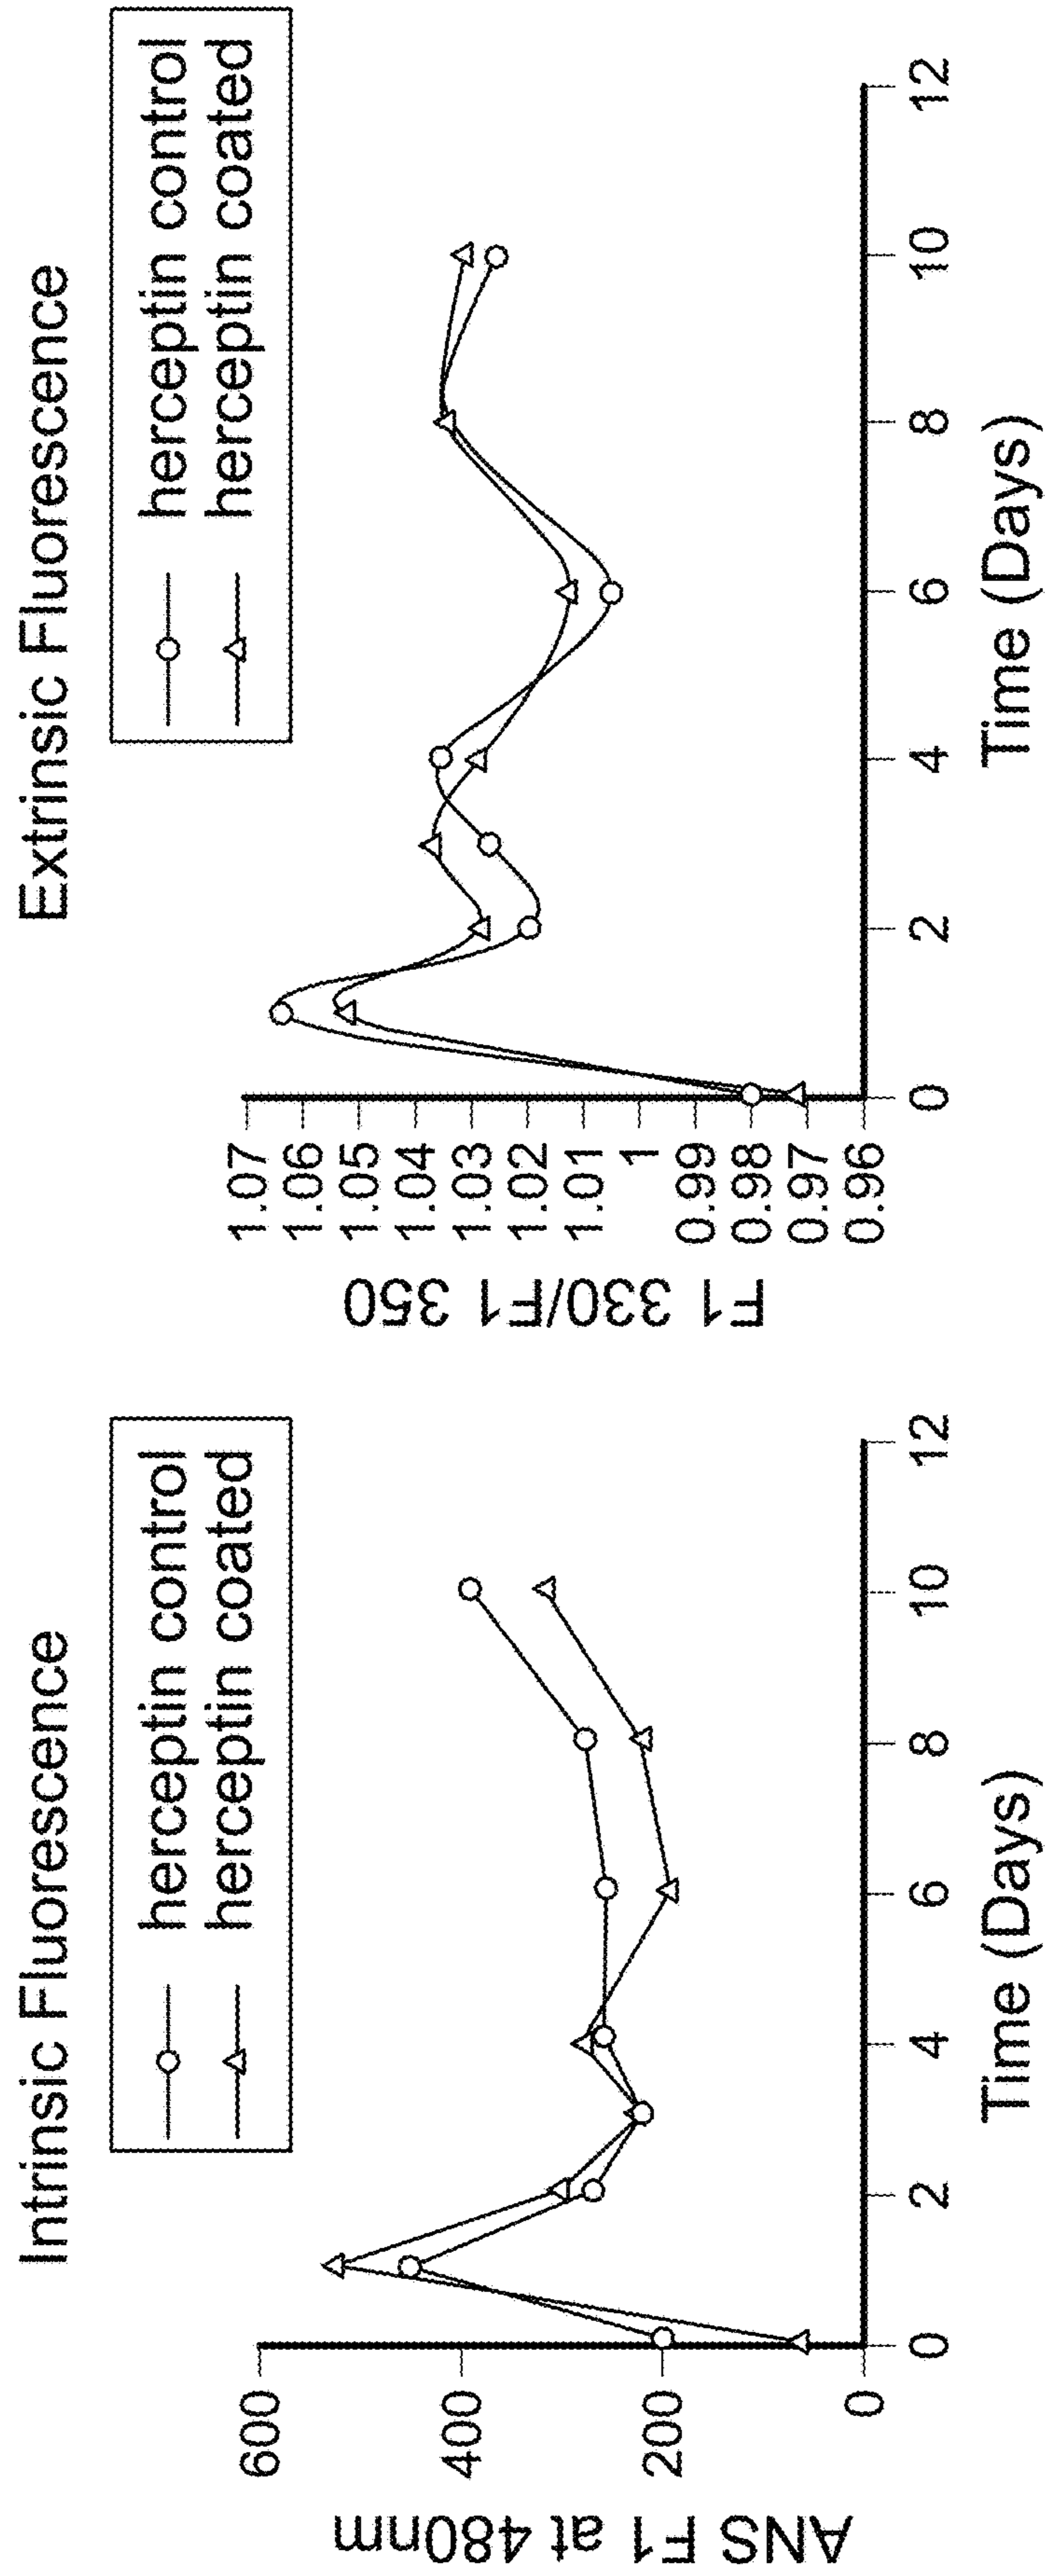 Intrinsic Fluorescence
herceptin control
herceptin coated
ANS F1 at 480nm
600
400
200
0
0 2 4 6 8 10 12
Time (Days)
Extrinsic Fluorescence
herceptin control
herceptin coated
F1 330/F1 350
1.07
1.06
1.05
1.04
1.03
1.02
1.01
1
0.99
0.98
0.97
0.96
0 2 4 6 8 10 12
Time (Days)